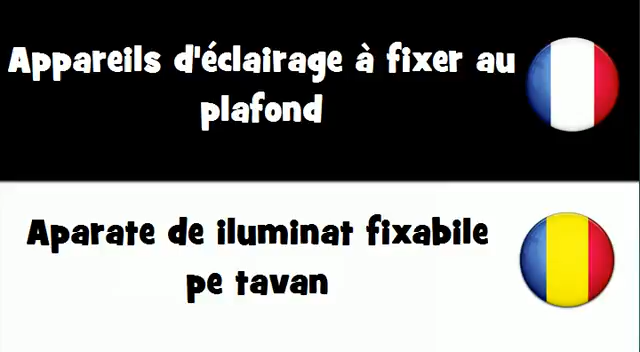 Appareils d'éclairage à fixer au
plafond
Aparate de iluminat fixabile
pe tavan